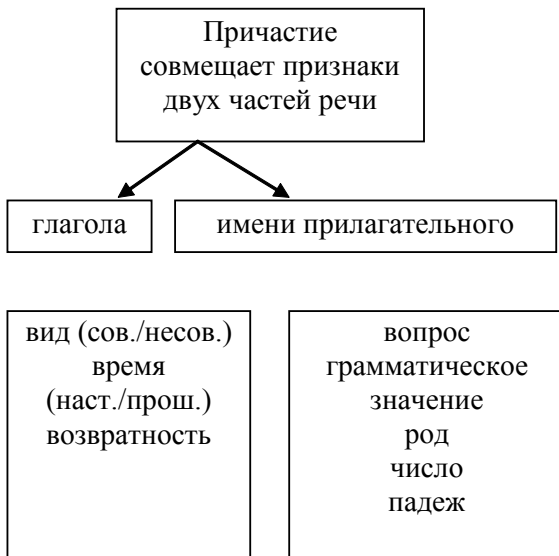 Причастие
совмещает признаки
двух частей речи
глагола
имени прилагательного
вид (сов./несов.)
время
(наст./прош.)
возвратность
вопрос
грамматическое
значение
род
число
падеж